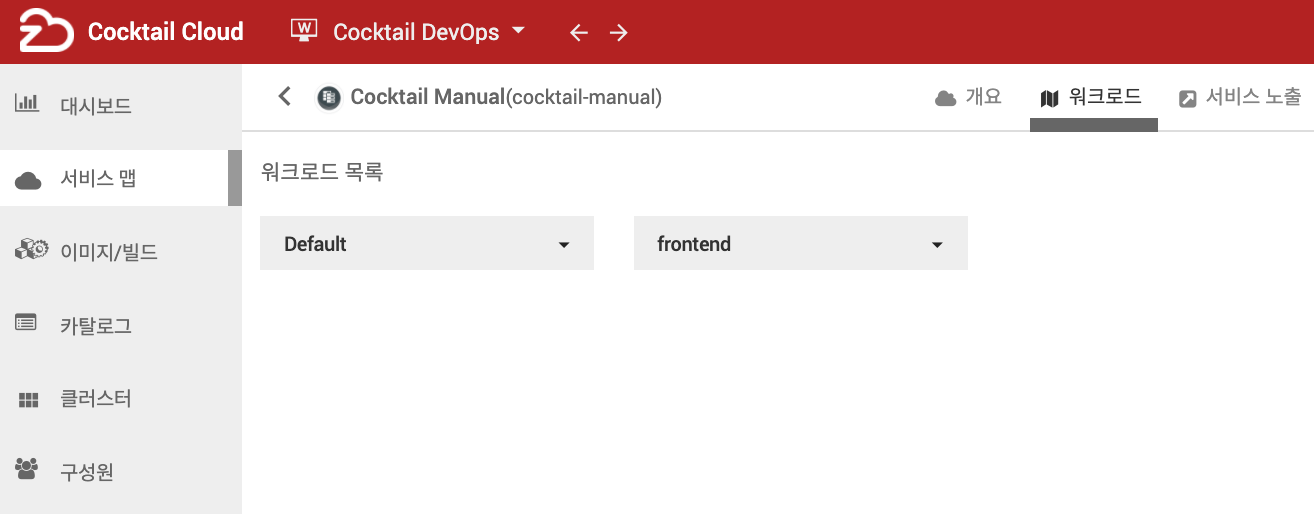 Cocktail Cloud W Cocktail DevOps
대시보드
서비스 맵
이미지/빌드
카탈로그
클러스터
구성원
Cocktail Manual(cocktail-manual) 개요 워크로드 서비스 노출
워크로드 목록
Default frontend